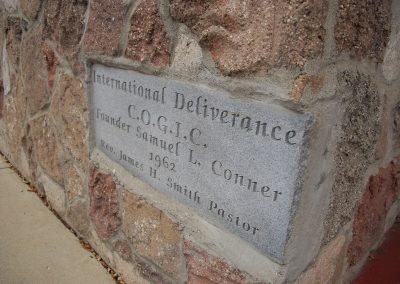 International Deliverance
C.O.G.I.C.
Founder Samuel L. Conner
1962
Rev. James H. Smith Pastor